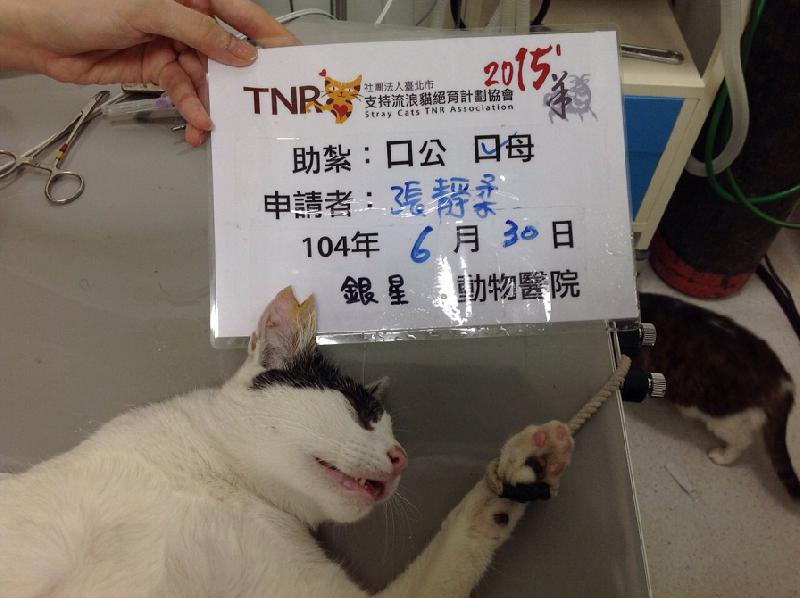 TNR 社團法人臺北市
支持流浪貓絕育計劃協會
Stray Cats TNR Association
2015'
羊
助紮：口公 口母
申請者：張靜柔
104年 6月30日
銀星 動物醫院